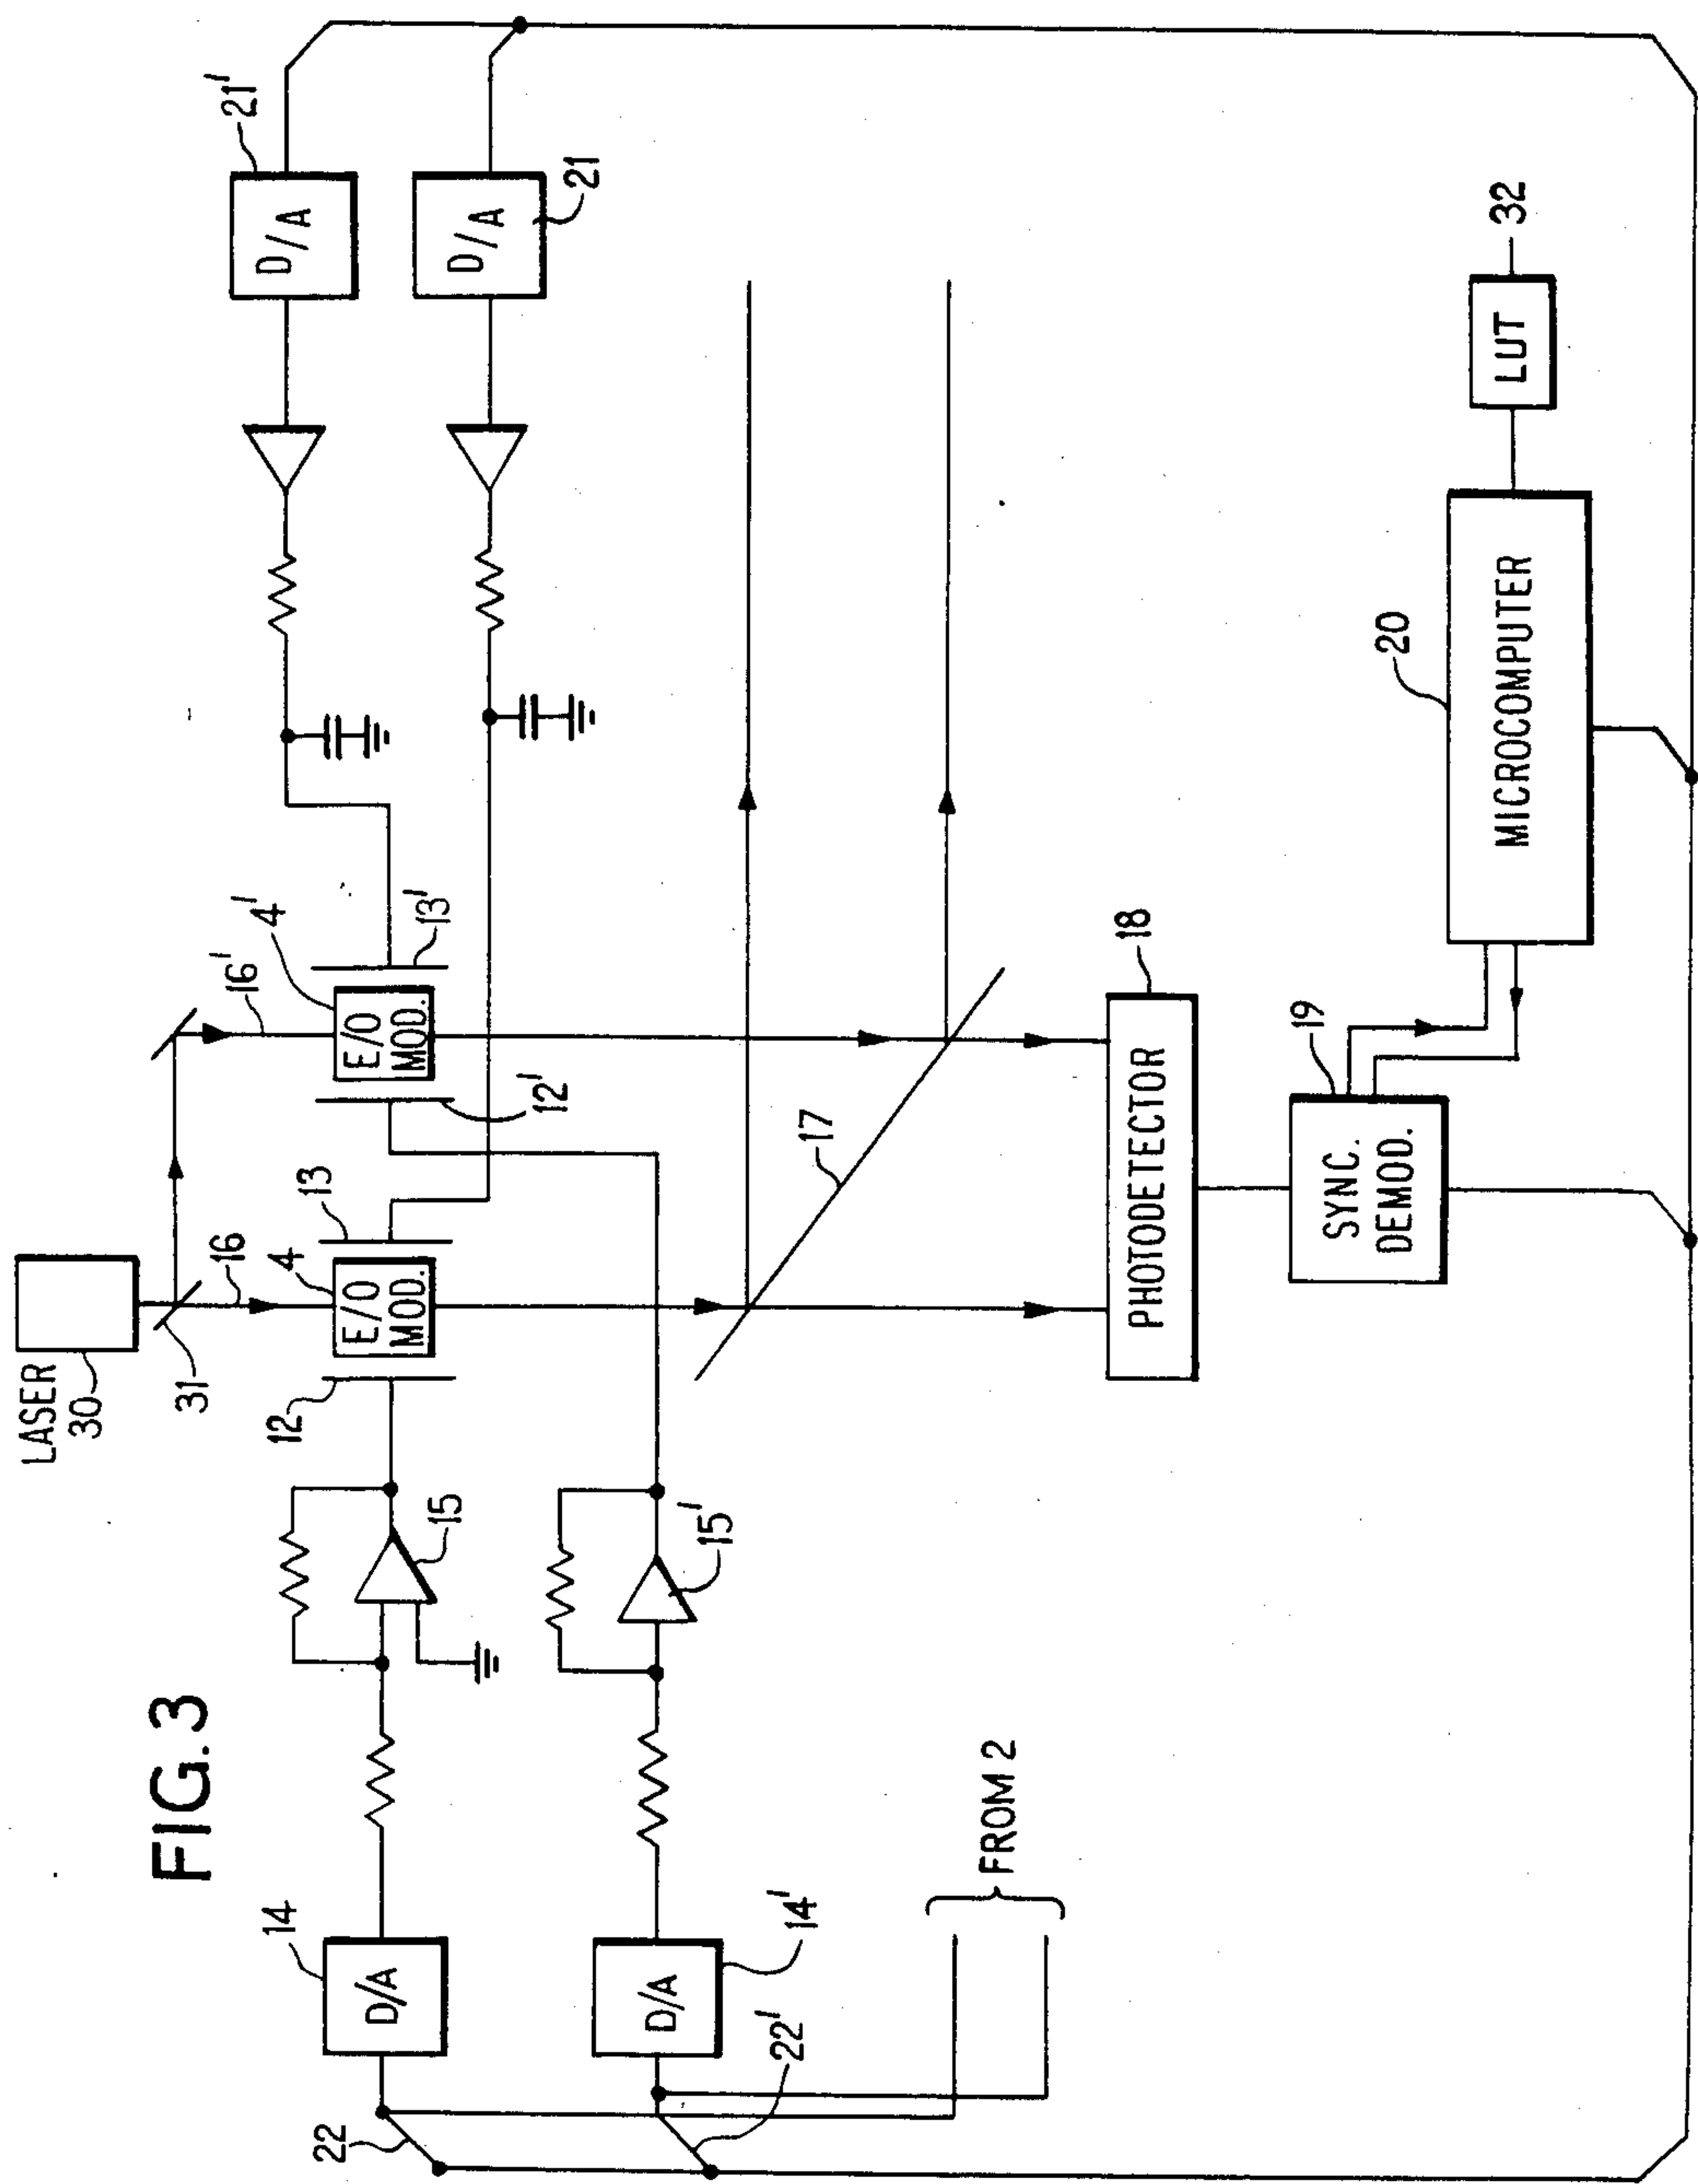 FIG.3
LASER
30
31
16
16'
4
E/O
MOD.
4'
E/O
MOD.
12
13
12'
13'
14
D/A
15
14'
D/A
15'
22
22'
FROM 2
21'
D/A
D/A
21
17
PHOTODETECTOR
18
19
SYNC.
DEMOD.
20
MICROCOMPUTER
LUT
32